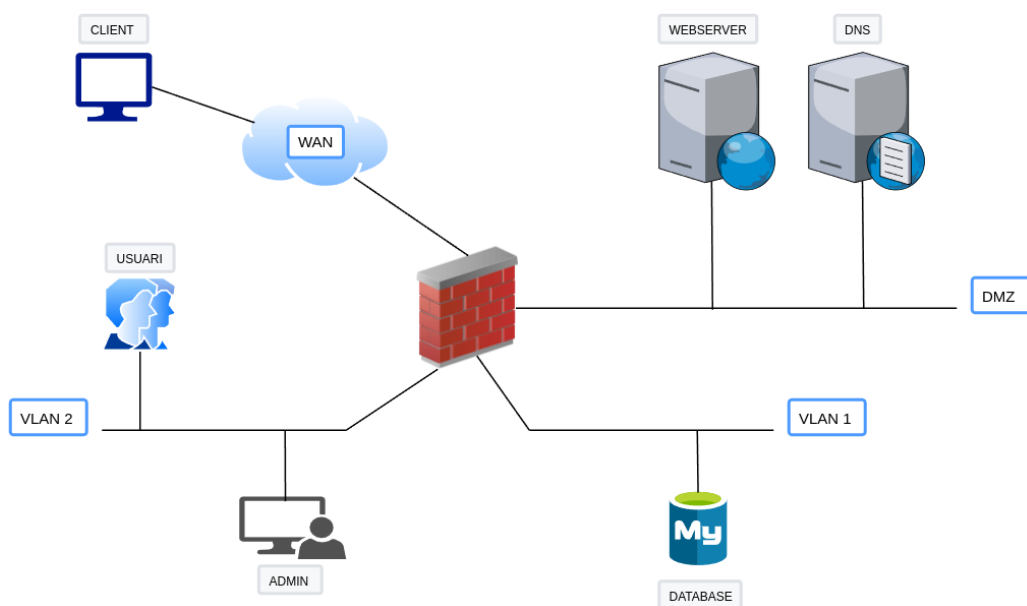 CLIENT
WEBSERVER
DNS
WAN
USUARI
DMZ
VLAN 2
VLAN 1
My
ADMIN
DATABASE